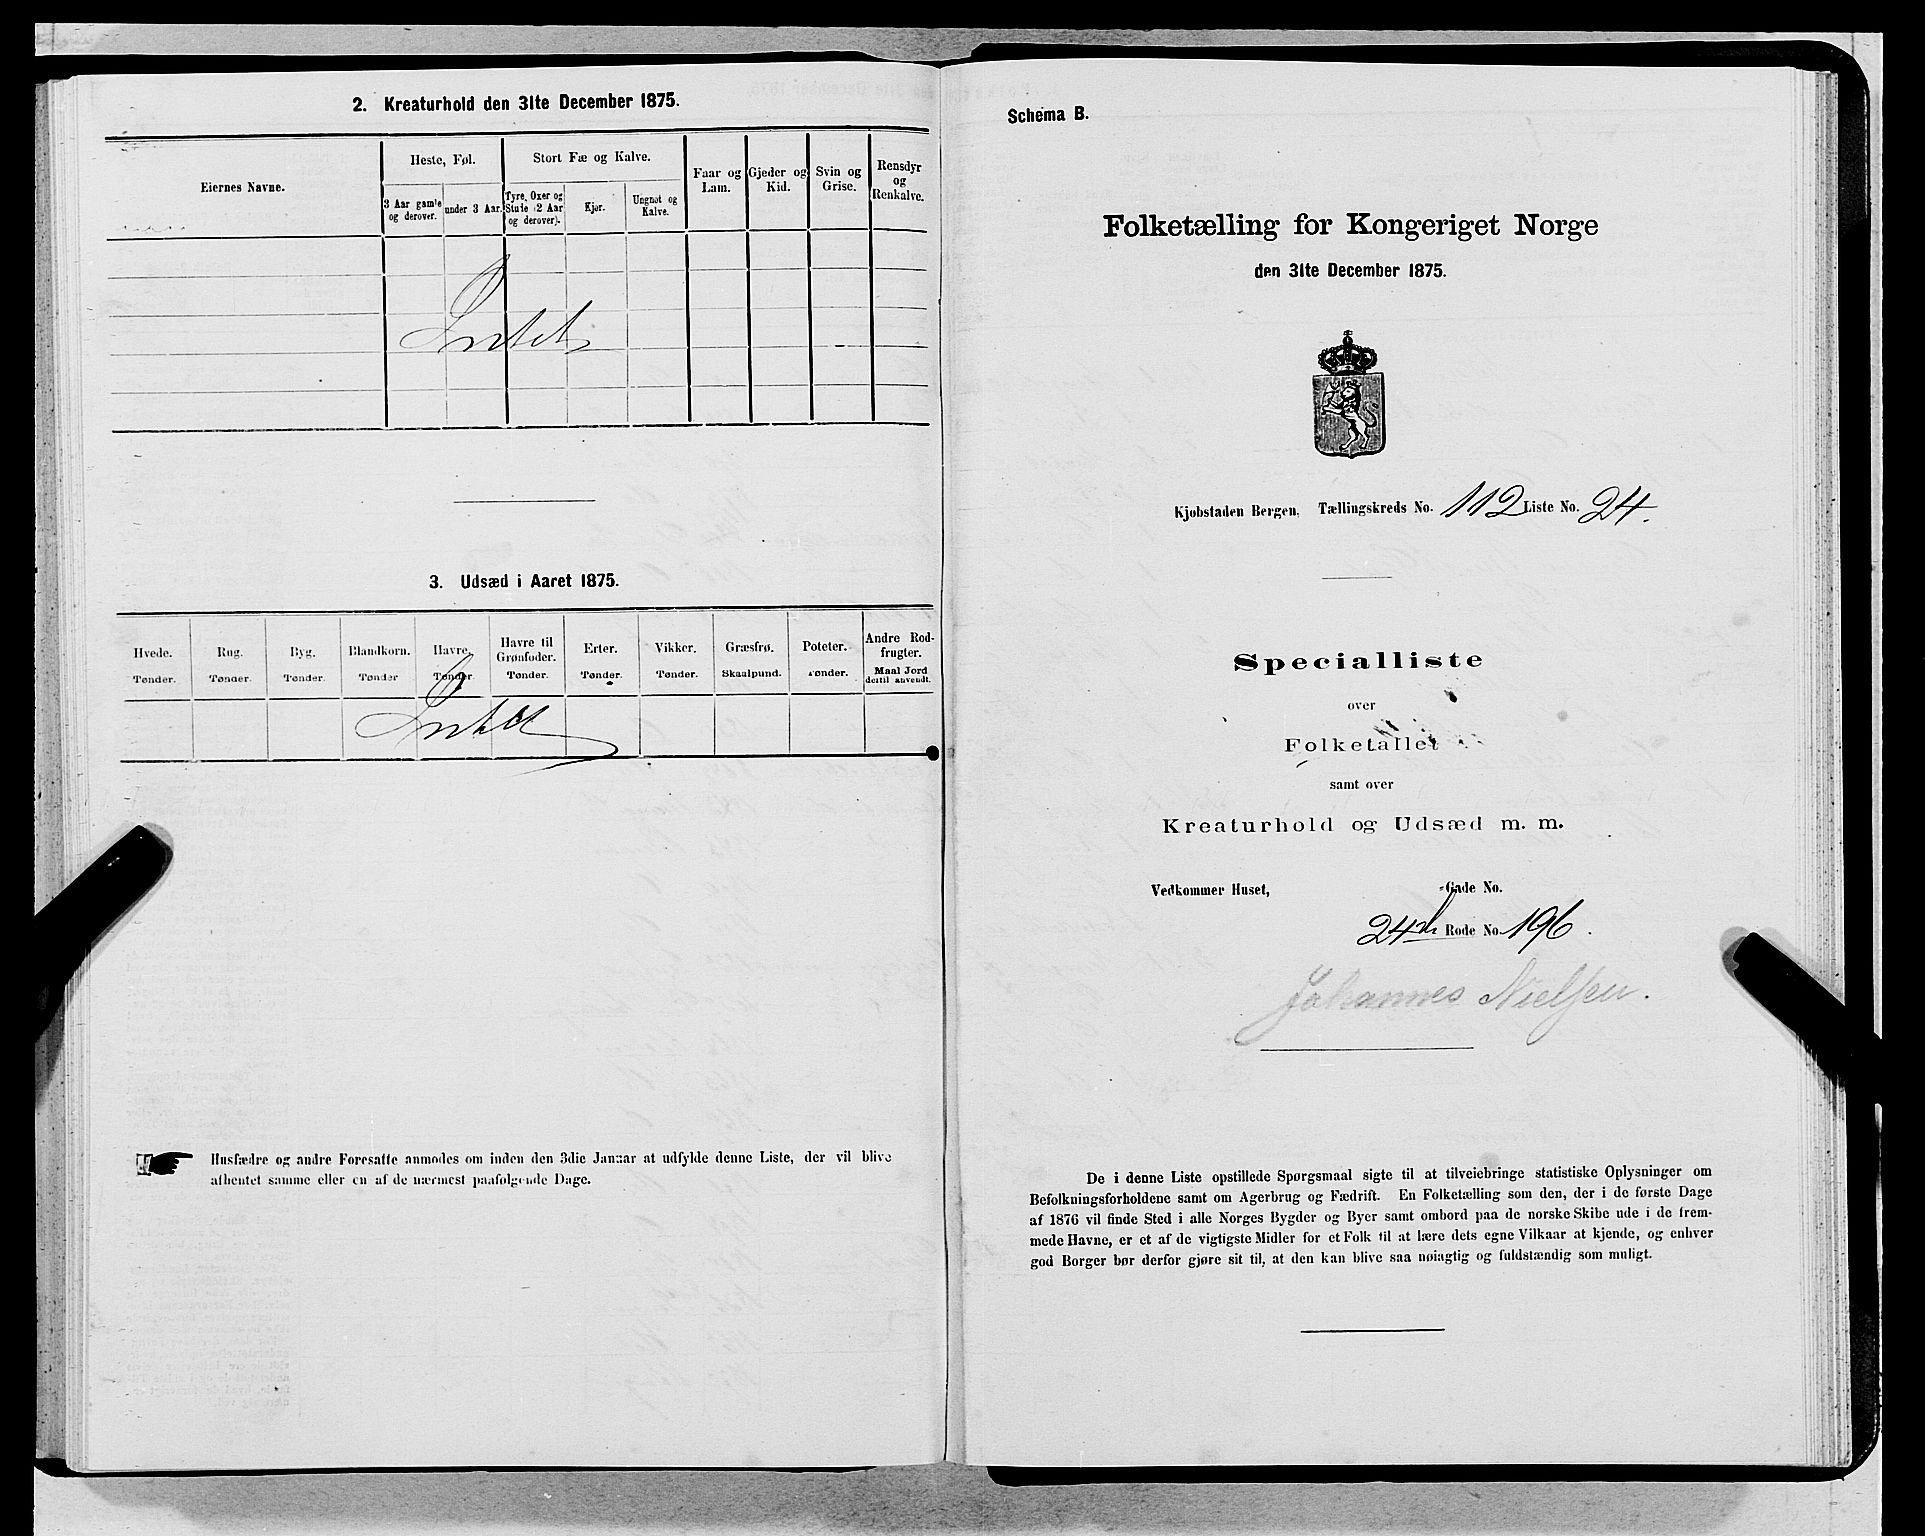 2. Kreaturhold den 31te December 1875.
Eiernes Navne.
Heste, Føl.
3 Aar gamle og derover.
under 3 Aar.
Stort Fæ og Kalve.
Tyre, Oxer og Stude (2 Aar og derover).
Kjør.
Ungnøt og Kalve.
Faar og Lam.
Gjeder og Kid.
Svin og Grise.
Rensdyr og Renkalve.
Intet
3. Udsæd i Aaret 1875.
Hvede. Rug. Byg. Blandkorn. Havre. Havre til Grønfoder. Erter. Vikker. Græsfrø. Poteter. Andre Rodfrugter.
Tønder. Tønder. Tønder. Tønder Tønder. Tønder. Tønder. Tønder. Skaalpund. Tønder. Maal Jord dertil anvendt.
Intet
Husfædre og andre Foresatte anmodes om inden den 3die Januar at udfylde denne Liste, der vil blive
afhentet samme eller en af de nærmest paafølgende Dage.
Schema B.
Folketælling for Kongeriget Norge
den 31te December 1875.
Kjøbstaden Bergen, Tællingskreds No. 112 Liste No. 24.
Specialliste
over
Folketallet
samt over
Kreaturhold og Udsæd m. m.
Vedkommer Huset, -Gade No.
24de Rode No. 196.
Johannes Nielsen.
De i denne Liste opstillede Spørgsmaal sigte til at tilveiebringe statistiske Oplysninger om
Befolkningsforholdene samt om Agerbrug og Fædrift. En Folketælling som den, der i de første Dage
af 1876 vil finde Sted i alle Norges Bygder og Byer samt ombord paa de norske Skibe ude i de frem-
mede Havne, er et af de vigtigste Midler for et Folk til at lære dets egne Vilkaar at kjende, og enhver
god Borger bør derfor gjøre sit til, at den kan blive saa nøiagtig og fuldstændig som muligt.